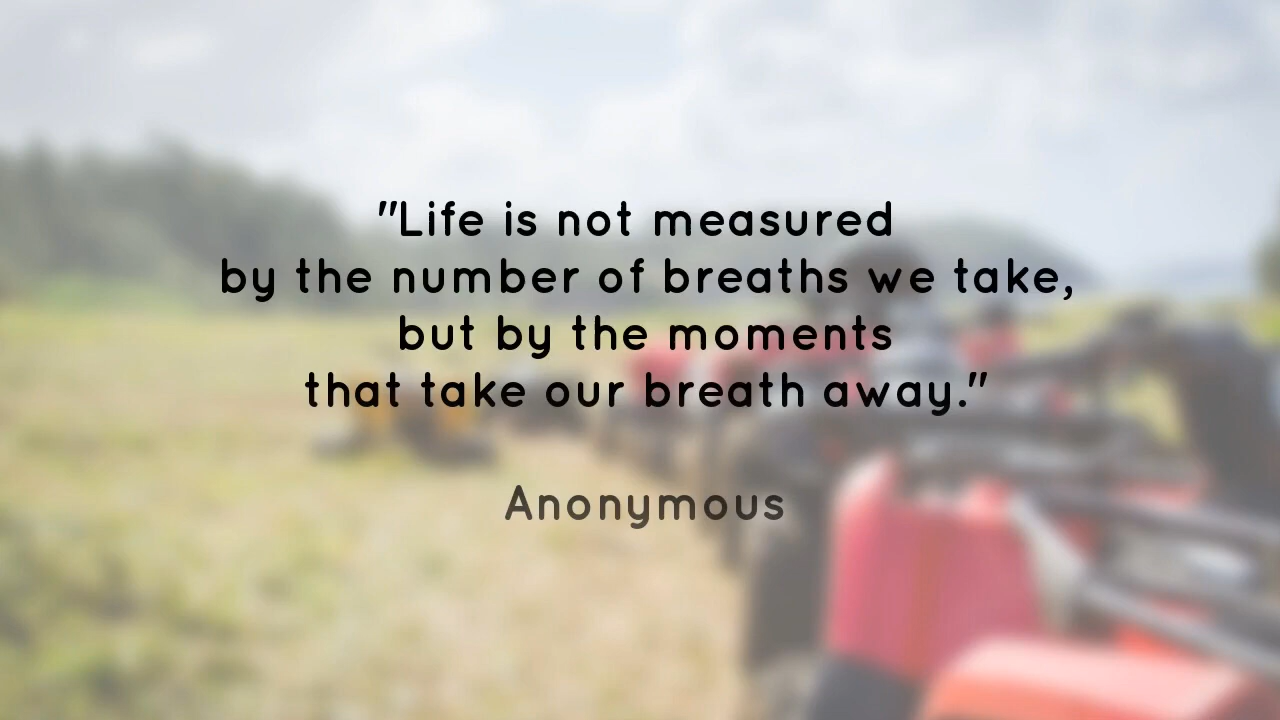 "Life is not measured
by the number of breaths we take,
but by the moments
that take our breath away."
Anonymous